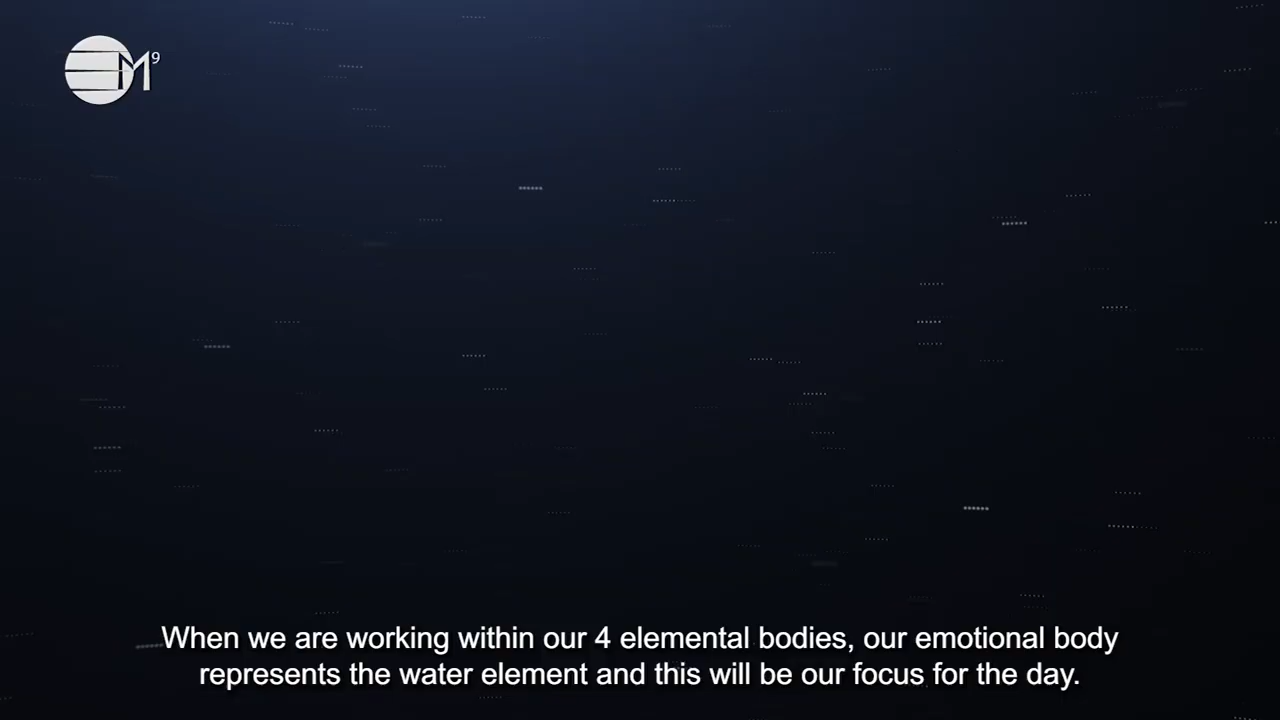 M⁹
When we are working within our 4 elemental bodies, our emotional body
represents the water element and this will be our focus for the day.